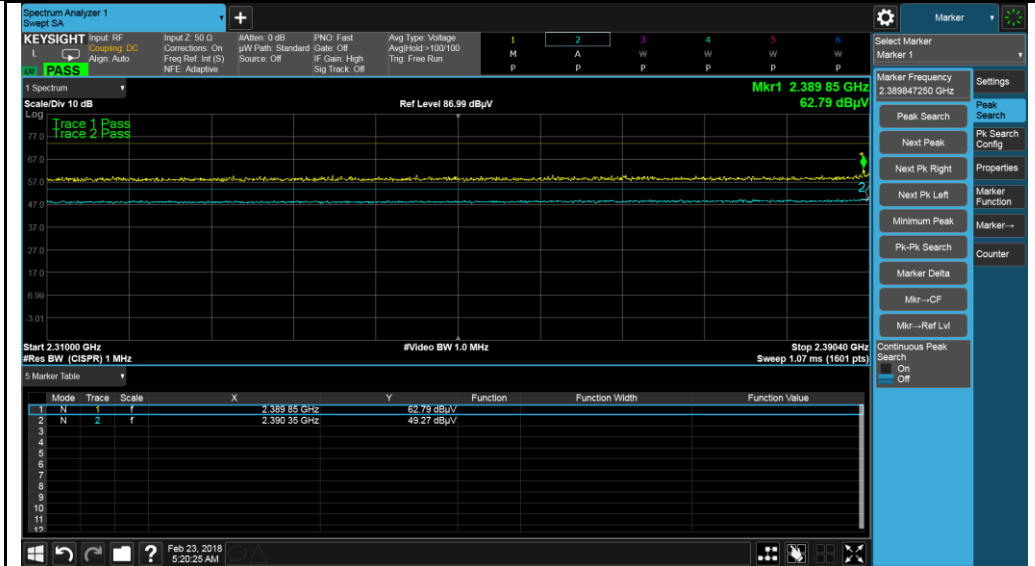 Spectrum Analyzer 1
Swept SA
+
Marker
KEYSIGHT
L
PASS
Input: RF
Coupling: DC
Align: Auto
Input Z: 50 Ω
Corrections: On
Freq Ref: Int (S)
NFE: Adaptive
#Atten: 0 dB
µW Path: Standard
Source: Off
PNO: Fast
Gate: Off
IF Gain: High
Sig Track: Off
Avg Type: Voltage
Avg|Hold:>100/100
Trig: Free Run
1 2 3 4 5 6
M A W W W W
P P P P P P
Select Marker
Marker 1
1 Spectrum
Mkr1 2.389 85 GHz
62.79 dBµV
Scale/Div 10 dB
Ref Level 86.99 dBµV
Log
Trace 1 Pass
Trace 2 Pass
77.0
67.0
57.0
47.0
37.0
27.0
17.0
6.99
-3.01
1
2
Start 2.31000 GHz
#Video BW 1.0 MHz
Stop 2.39040 GHz
#Res BW (CISPR) 1 MHz
Sweep 1.07 ms (1601 pts)
5 Marker Table
Mode Trace Scale X Y Function Function Width Function Value
1 N 1 f 2.389 85 GHz 62.79 dBµV
2 N 2 f 2.390 35 GHz 49.27 dBµV
3
4
5
6
7
8
9
10
11
12
Marker Frequency
2.389847250 GHz
Peak Search
Next Peak
Next Pk Right
Next Pk Left
Minimum Peak
Pk-Pk Search
Marker Delta
Mkr→CF
Mkr→Ref Lvl
Continuous Peak
Search
On
Off
Settings
Peak
Search
Pk Search
Config
Properties
Marker
Function
Marker→
Counter
?
Feb 23, 2018
5:20:25 AM